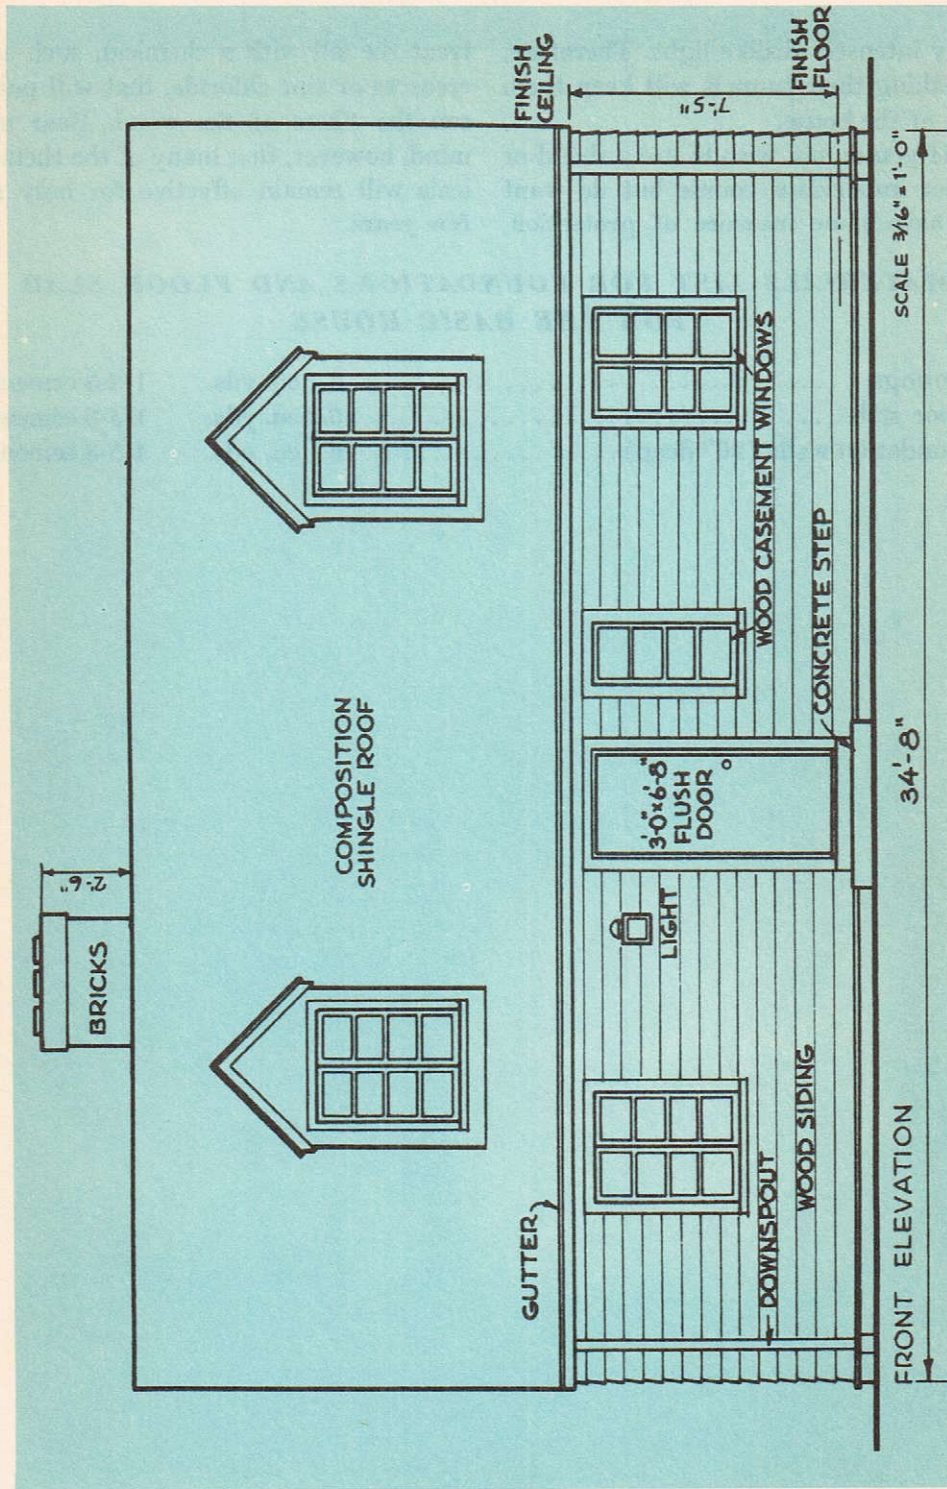 2'-6"
BRICKS
COMPOSITION
SHINGLE ROOF
GUTTER
FINISH
CEILING
7'-5"
3'-0"x6'-8"
FLUSH
DOOR
LIGHT
WOOD CASEMENT WINDOWS
DOWNSPOUT
WOOD SIDING
CONCRETE STEP
FINISH
FLOOR
FRONT ELEVATION
34'-8"
SCALE 3/16"=1'-0"